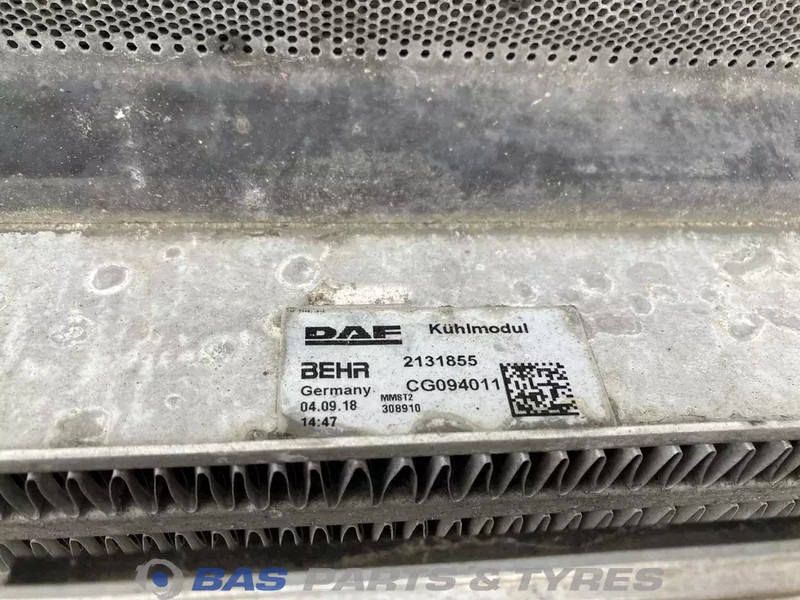 DAF Kühlmodul
BEHR 2131855
Germany CG094011
04.09.18 MMST2
14:47 308910
BAS PARTS & TYRES